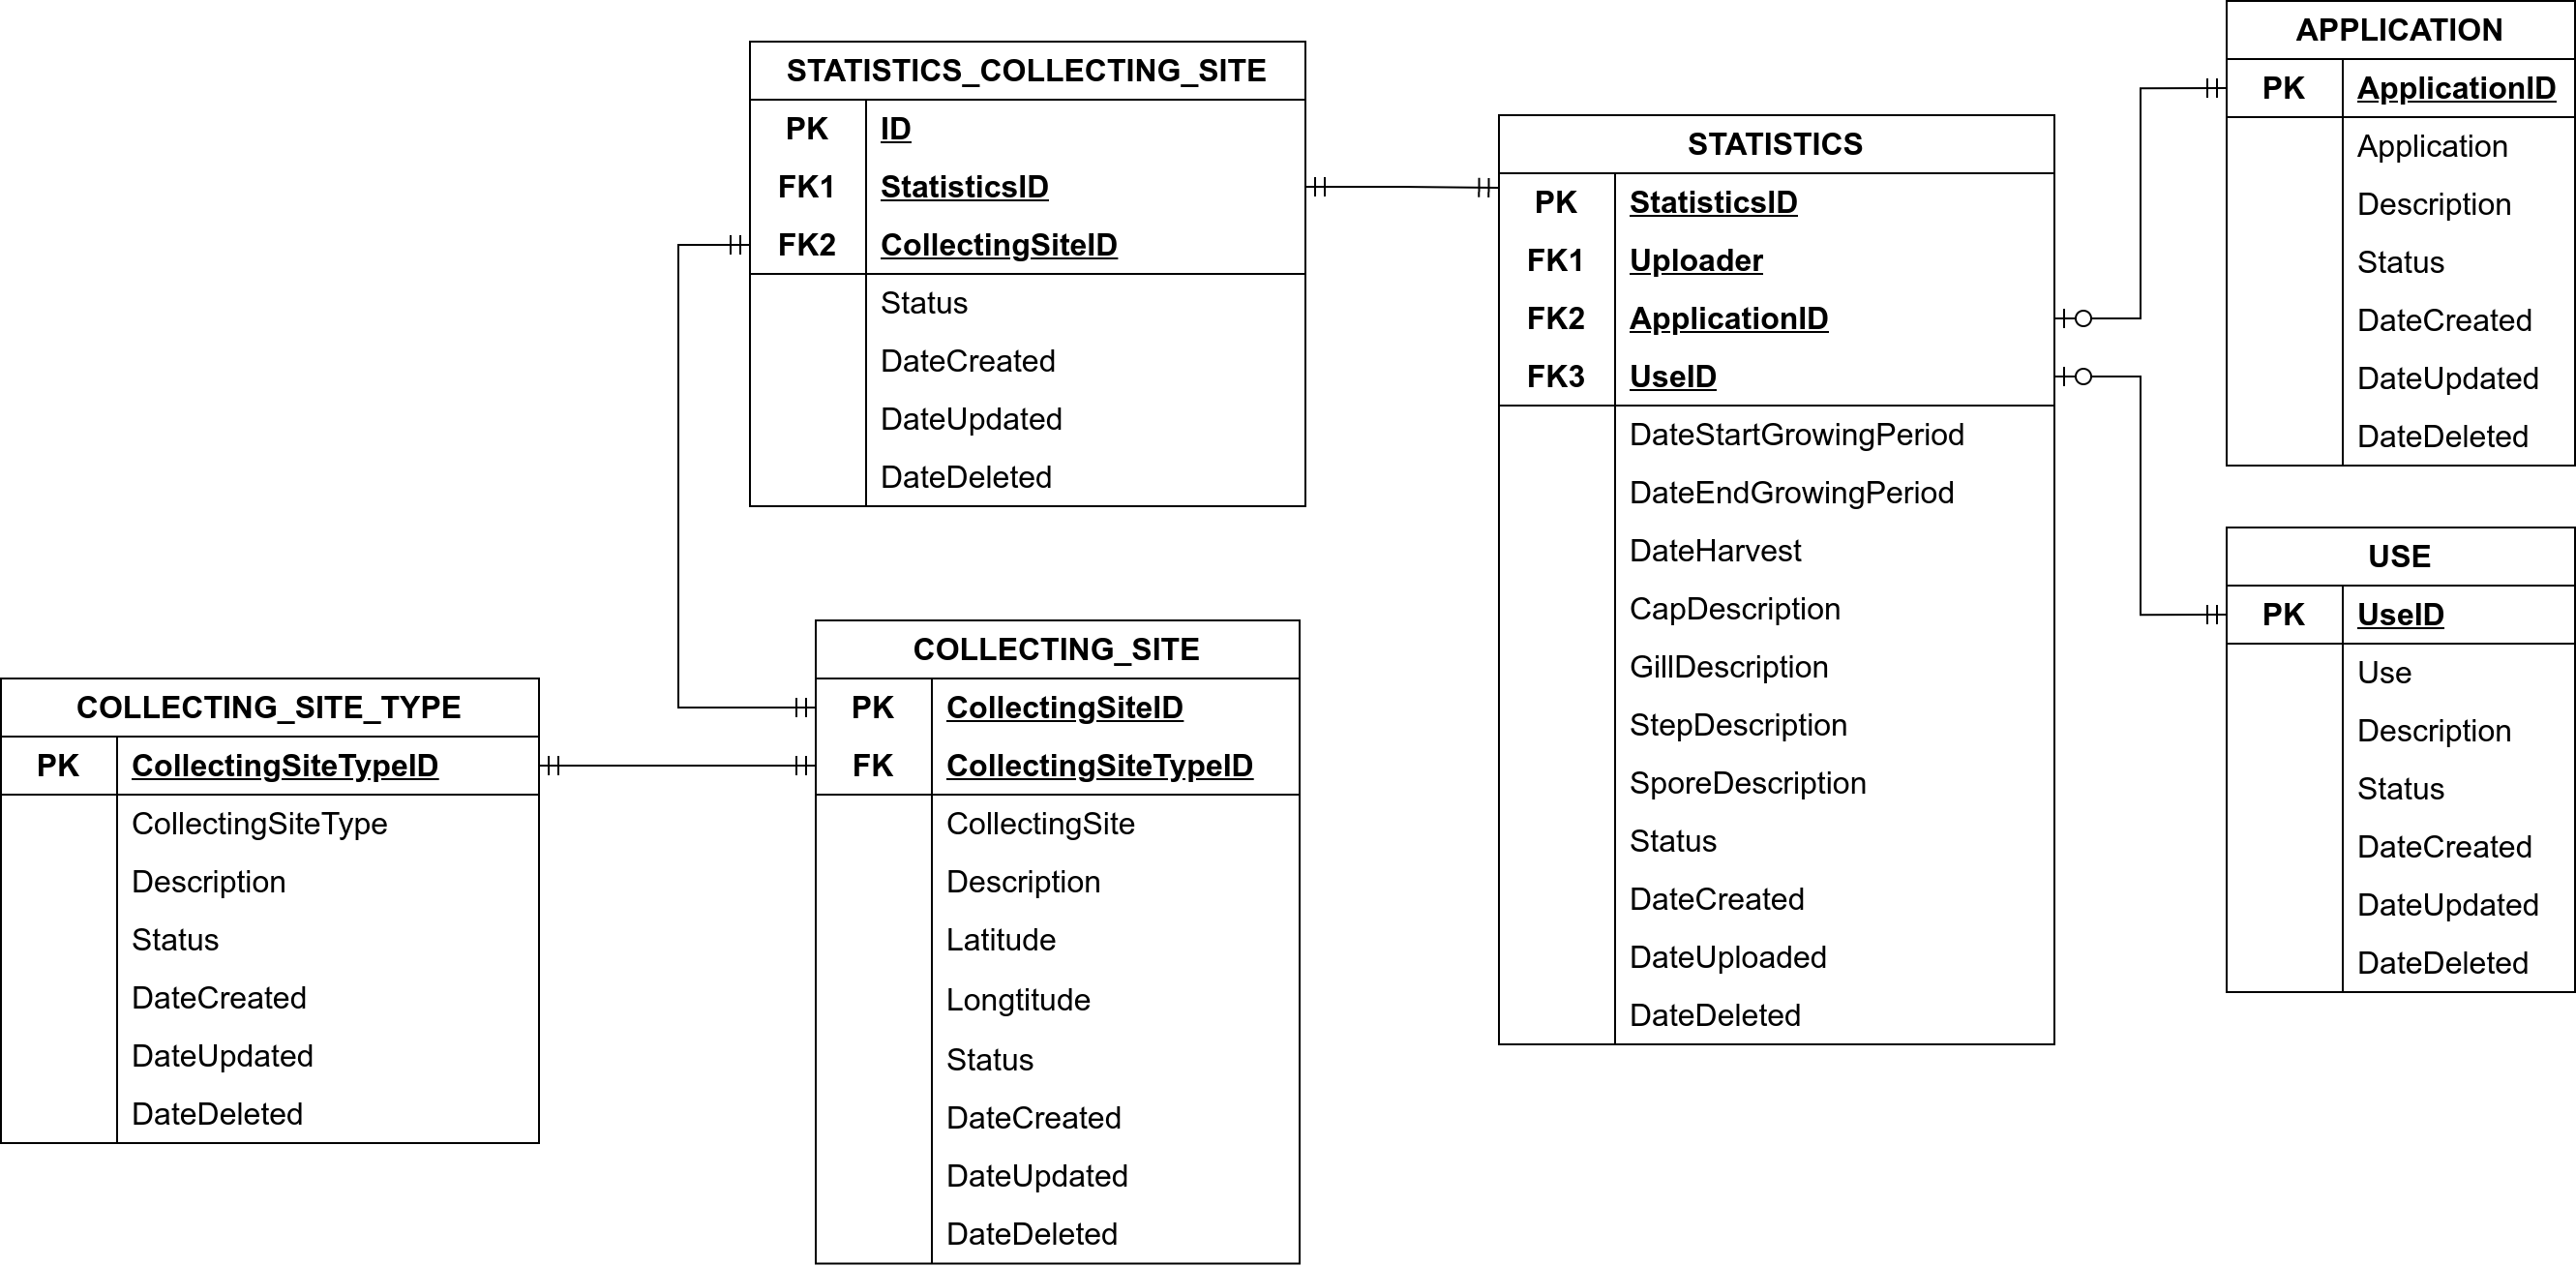 STATISTICS_COLLECTING_SITE
PK ID
FK1 StatisticsID
FK2 CollectingSiteID
Status
DateCreated
DateUpdated
DateDeleted
COLLECTING_SITE_TYPE
PK CollectingSiteTypeID
CollectingSiteType
Description
Status
DateCreated
DateUpdated
DateDeleted
COLLECTING_SITE
PK CollectingSiteID
FK CollectingSiteTypeID
CollectingSite
Description
Latitude
Longtitude
Status
DateCreated
DateUpdated
DateDeleted
STATISTICS
PK StatisticsID
FK1 Uploader
FK2 ApplicationID
FK3 UseID
DateStartGrowingPeriod
DateEndGrowingPeriod
DateHarvest
CapDescription
GillDescription
StepDescription
SporeDescription
Status
DateCreated
DateUploaded
DateDeleted
APPLICATION
PK ApplicationID
Application
Description
Status
DateCreated
DateUpdated
DateDeleted
USE
PK UseID
Use
Description
Status
DateCreated
DateUpdated
DateDeleted